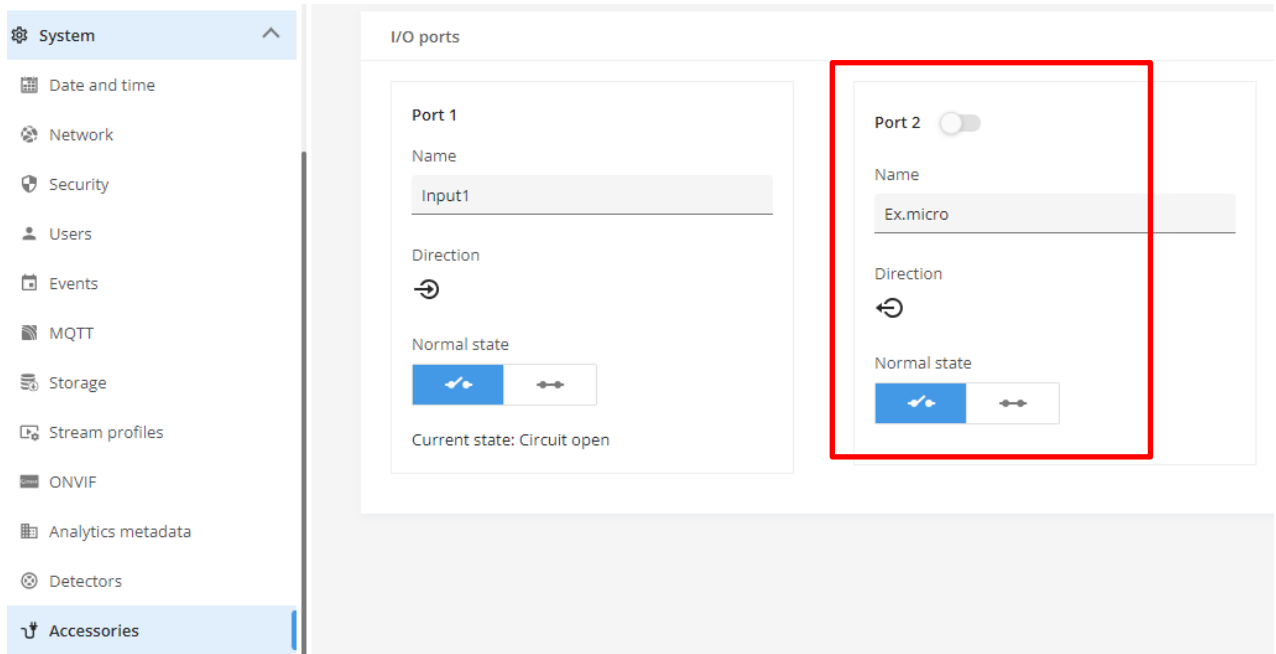 System
Date and time
Network
Security
Users
Events
MQTT
Storage
Stream profiles
ONVIF
Analytics metadata
Detectors
Accessories
I/O ports
Port 1
Name
Input1
Direction
Normal state
Current state: Circuit open
Port 2
Name
Ex.micro
Direction
Normal state